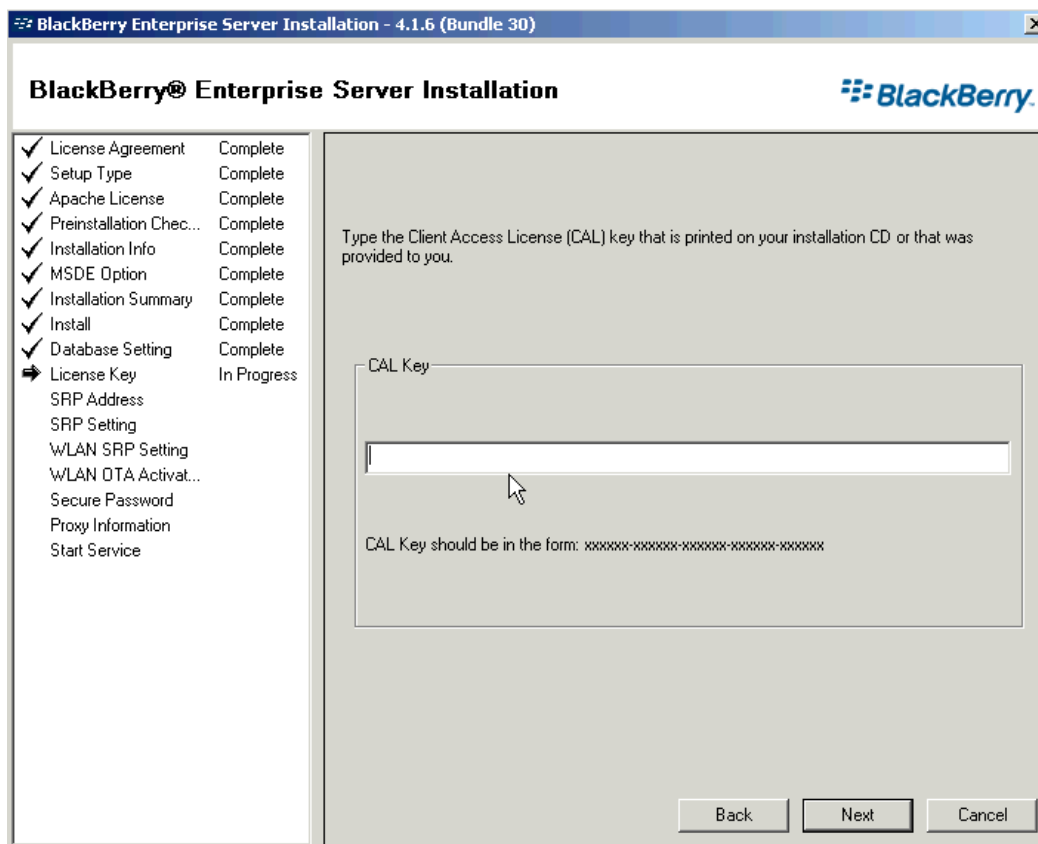 BlackBerry Enterprise Server Installation - 4.1.6 (Bundle 30)
BlackBerry® Enterprise Server Installation
BlackBerry.
License Agreement Complete
Setup Type Complete
Apache License Complete
Preinstallation Chec... Complete
Installation Info Complete
MSDE Option Complete
Installation Summary Complete
Install Complete
Database Setting Complete
License Key In Progress
SRP Address
SRP Setting
WLAN SRP Setting
WLAN OTA Activat...
Secure Password
Proxy Information
Start Service
Type the Client Access License (CAL) key that is printed on your installation CD or that was
provided to you.
CAL Key
CAL Key should be in the form: xxxxxx-xxxxxx-xxxxxx-xxxxxx-xxxxxx
Back Next Cancel